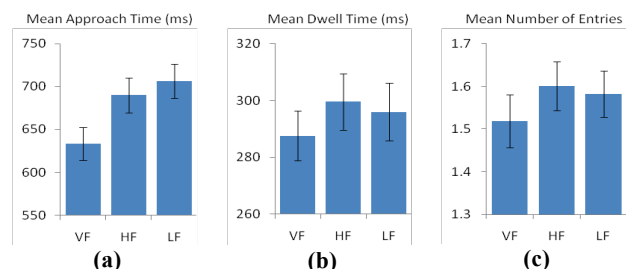 Mean Approach Time (ms)
750
700
650
600
550
VF HF LF
(a)
Mean Dwell Time (ms)
320
300
280
260
VF HF LF
(b)
Mean Number of Entries
1.7
1.6
1.5
1.4
1.3
VF HF LF
(c)